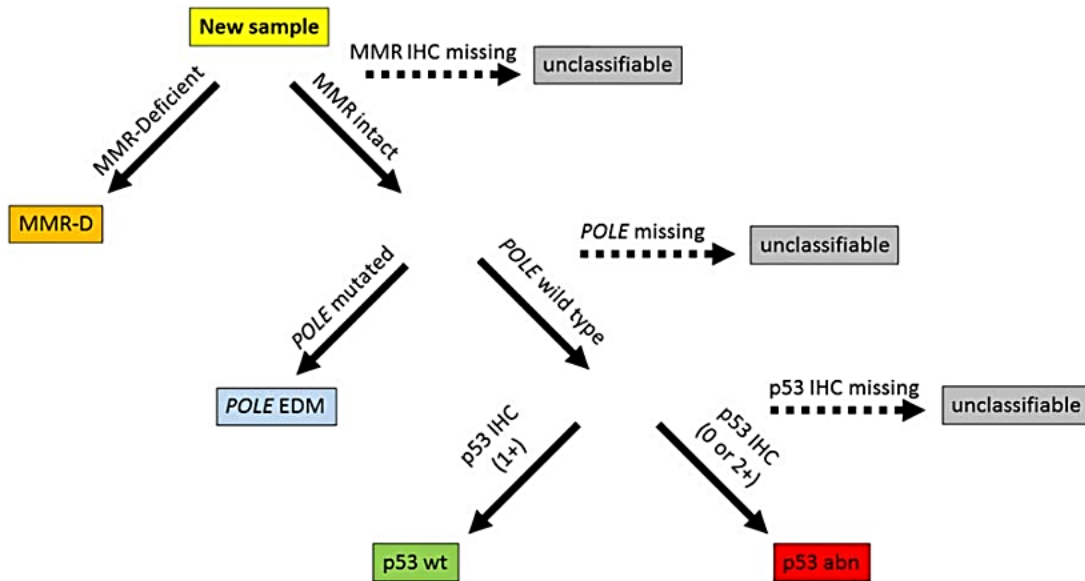 New sample
MMR IHC missing
unclassifiable
MMR-Deficient
MMR intact
MMR-D
POLE missing
unclassifiable
POLE mutated
POLE wild type
POLE EDM
p53 IHC missing
unclassifiable
p53 IHC
(1+)
p53 IHC
(0 or 2+)
p53 wt
p53 abn